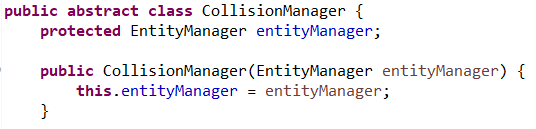 public abstract class CollisionManager {
    protected EntityManager entityManager;

    public CollisionManager(EntityManager entityManager) {
        this.entityManager = entityManager;
    }